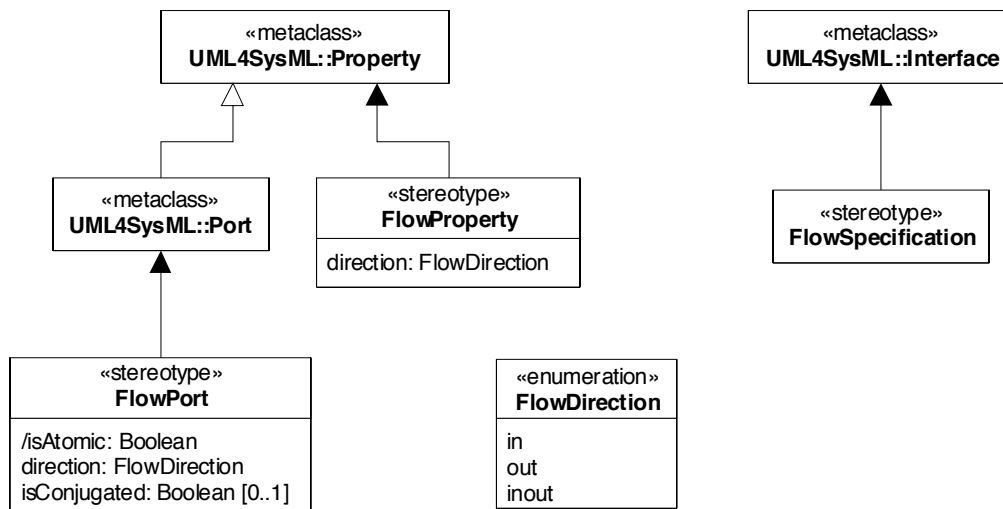 «metaclass»
UML4SysML::Property
«metaclass»
UML4SysML::Interface
«metaclass»
UML4SysML::Port
«stereotype»
FlowProperty
direction: FlowDirection
«stereotype»
FlowSpecification
«stereotype»
FlowPort
/isAtomic: Boolean
direction: FlowDirection
isConjugated: Boolean [0..1]
«enumeration»
FlowDirection
in
out
inout